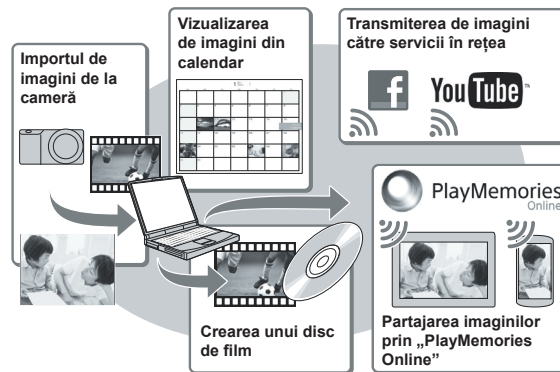 Importul de
imagini de la
cameră
Vizualizarea
de imagini din
calendar
Transmiterea de imagini
către servicii în rețea
f
You Tube
PlayMemories
Online
Crearea unui disc
de film
Partajarea imaginilor
prin „PlayMemories
Online”